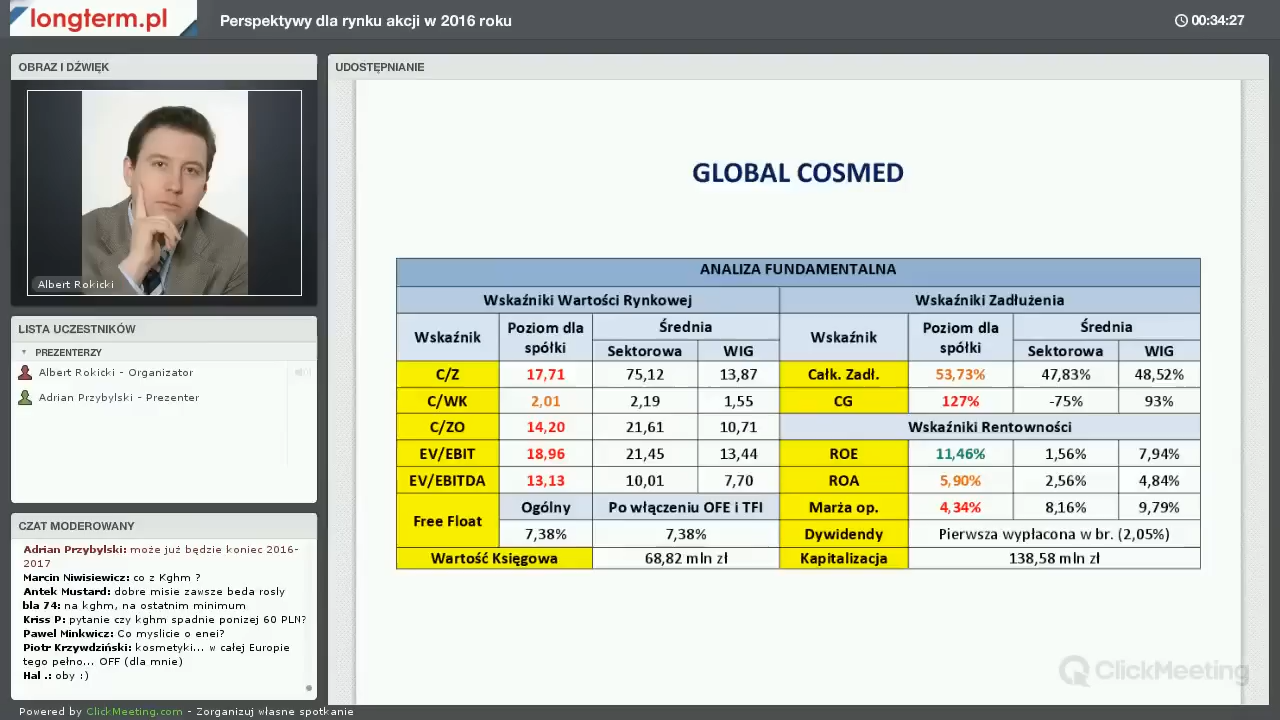 longterm.pl
Perspektywy dla rynku akcji w 2016 roku
00:34:27
OBRAZ I DŹWIĘK
Albert Rokicki
LISTA UCZESTNIKÓW
PREZENTERZY
Albert Rokicki - Organizator
Adrian Przybylski - Prezenter
CZAT MODEROWANY
Adrian Przybylski: może już będzie koniec 2016-
2017
Marcin Niwisiewicz: co z Kghm ?
Antek Mustard: dobre misie zawsze beda rosly
bla 74: na kghm, na ostatnim minimum
Kriss P: pytanie czy kghm spadnie ponizej 60 PLN?
Pawel Minkwicz: Co myslicie o enei?
Piotr Krzywdziński: kosmetyki... w całej Europie
tego pełno... OFF (dla mnie)
Hal .: oby :)
UDOSTĘPNIANIE
GLOBAL COSMED
ANALIZA FUNDAMENTALNA
Wskaźniki Wartości Rynkowej Wskaźniki Zadłużenia
Wskaźnik Poziom dla spółki Średnia Wskaźnik Poziom dla spółki Średnia
Sektorowa WIG Sektorowa WIG
C/Z 17,71 75,12 13,87 Całk. Zadł. 53,73% 47,83% 48,52%
C/WK 2,01 2,19 1,55 CG 127% -75% 93%
C/ZO 14,20 21,61 10,71 Wskaźniki Rentowności
EV/EBIT 18,96 21,45 13,44 ROE 11,46% 1,56% 7,94%
EV/EBITDA 13,13 10,01 7,70 ROA 5,90% 2,56% 4,84%
Free Float Ogólny Po włączeniu OFE i TFI Marża op. 4,34% 8,16% 9,79%
7,38% 7,38% Dywidendy Pierwsza wypłacona w br. (2,05%)
Wartość Księgowa 68,82 mln zł Kapitalizacja 138,58 mln zł
ClickMeeting
Powered by ClickMeeting.com - Zorganizuj własne spotkanie